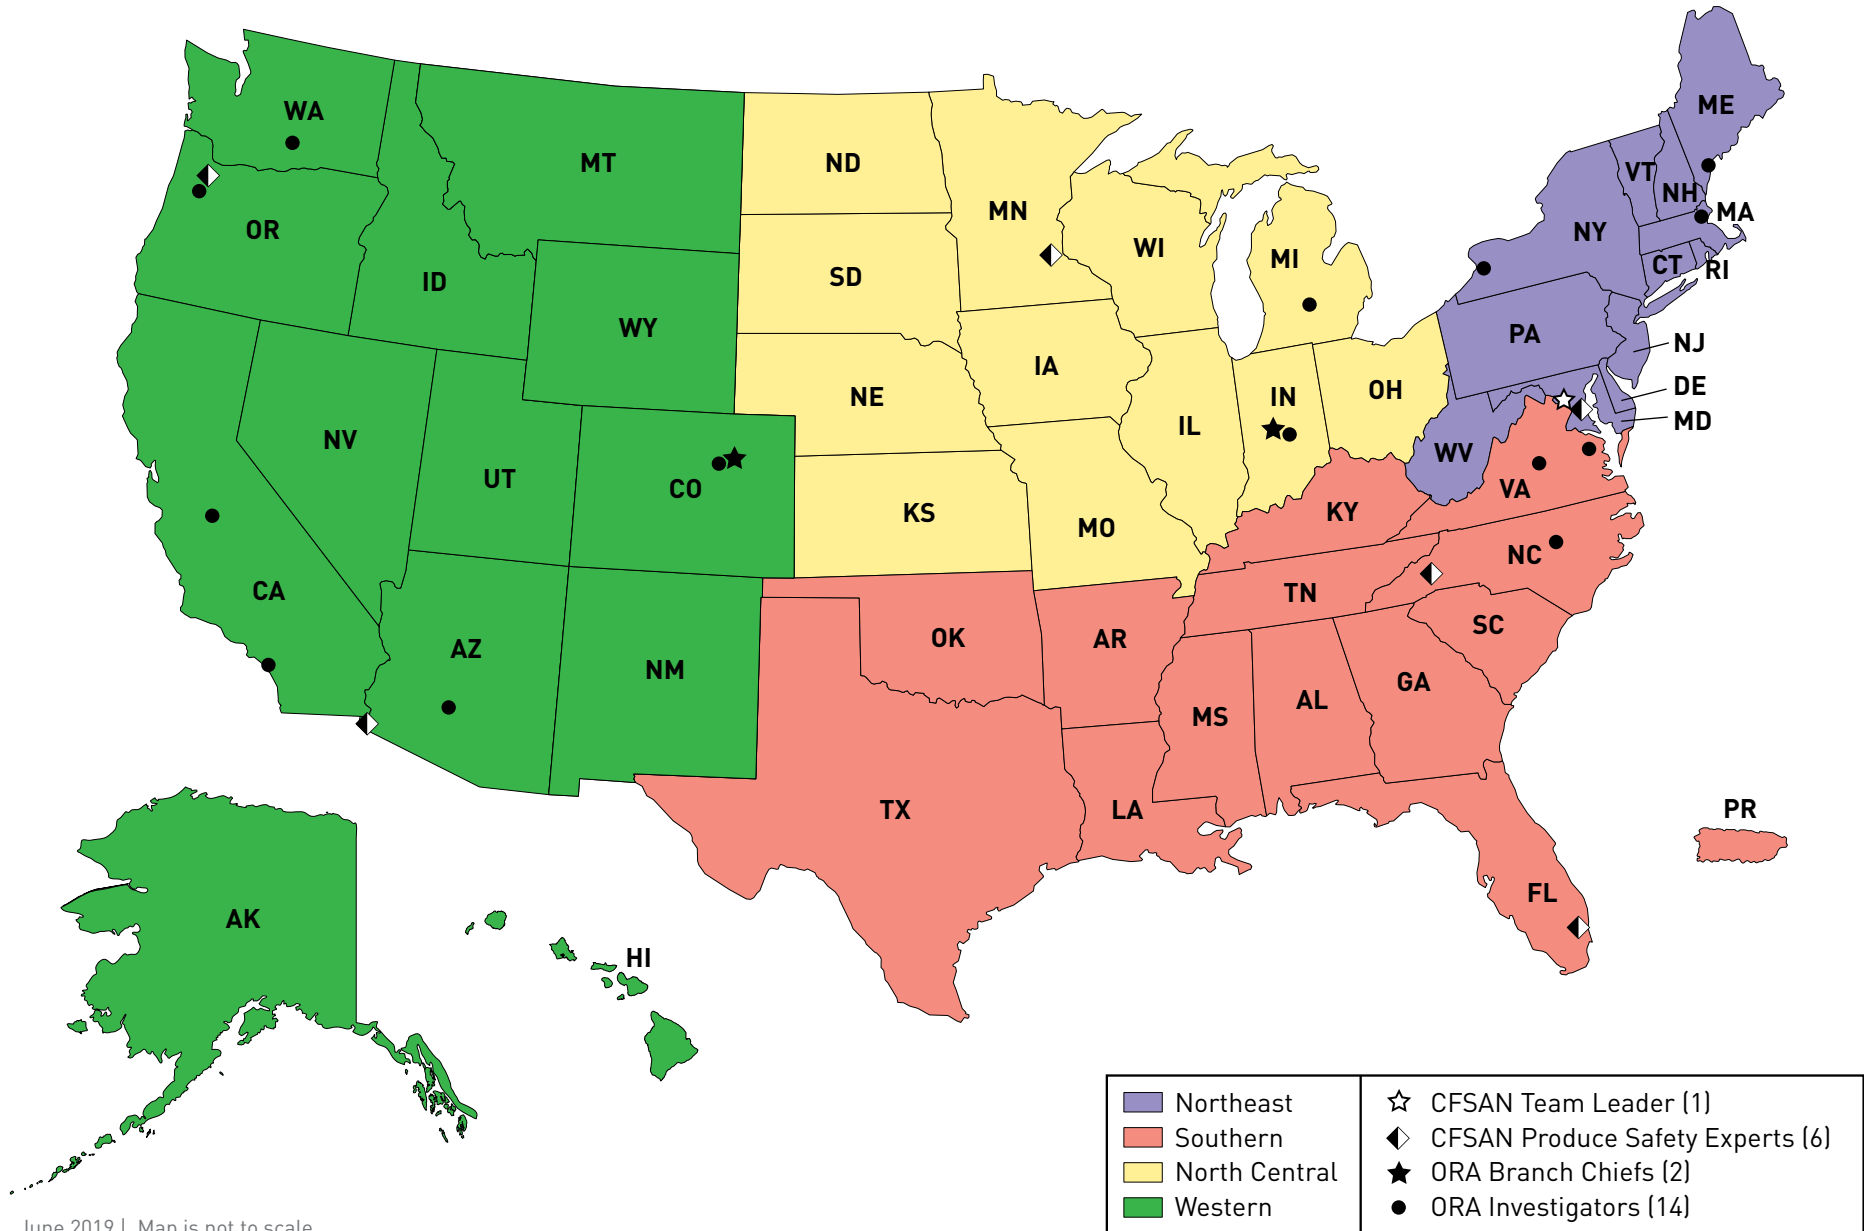 ME
WA
MT
ND
VT
NH
MN
MA
OR
NY
WI
MI
CT
RI
SD
ID
WY
PA
NJ
IA
DE
NE
IN
OH
MD
IL
NV
WV
UT
CO
VA
KS
KY
MO
NC
CA
TN
SC
OK
AR
AZ
NM
GA
AL
MS
TX
LA
PR
FL
AK
HI
Northeast
Southern
North Central
Western
CFSAN Team Leader (1)
CFSAN Produce Safety Experts (6)
ORA Branch Chiefs (2)
ORA Investigators (14)
June 2019 | Map is not to scale